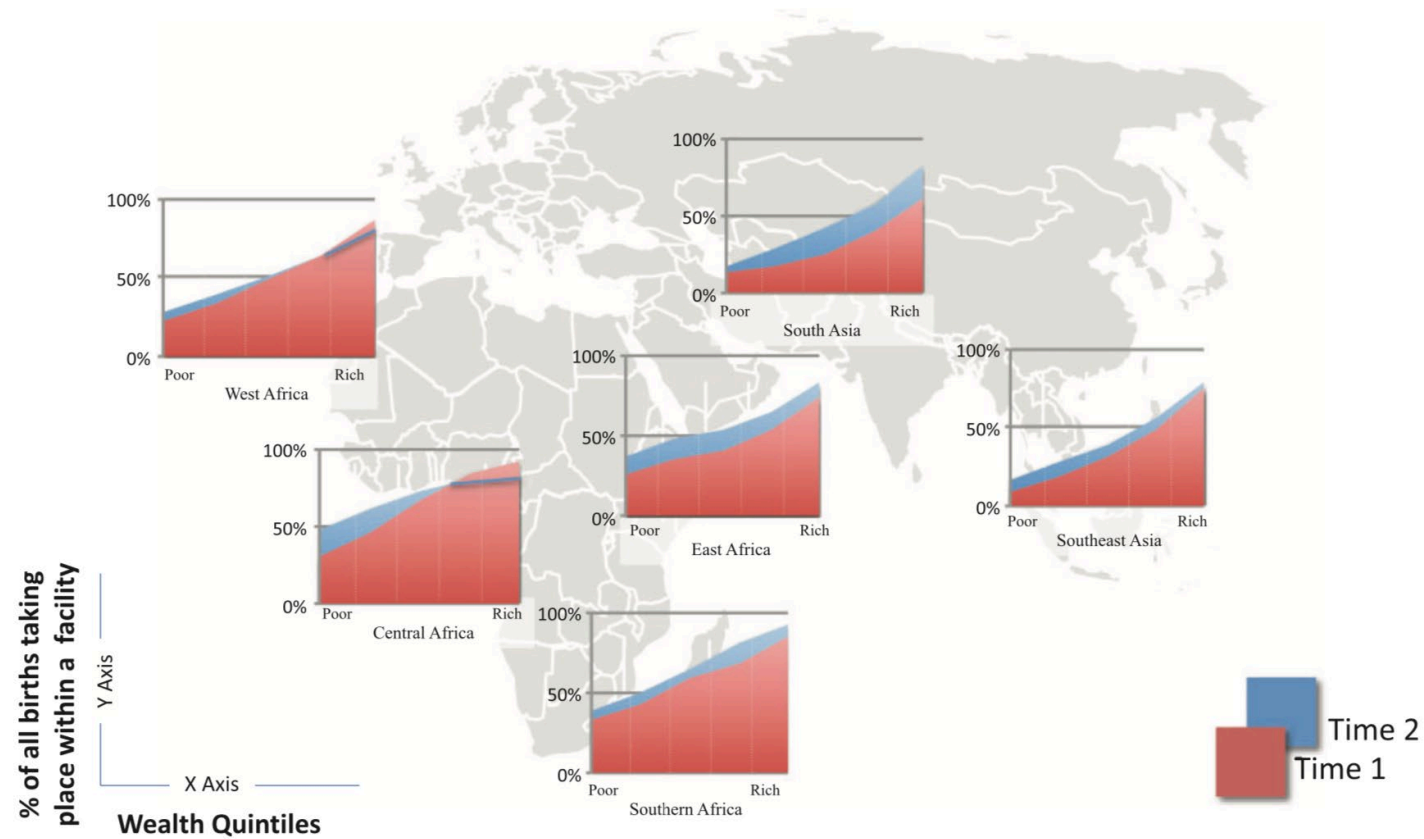 100%
50%
0%
Poor Rich
West Africa
100%
50%
0%
Poor Rich
South Asia
100%
50%
0%
Poor Rich
East Africa
100%
50%
0%
Poor Rich
Southeast Asia
100%
50%
0%
Poor Rich
Central Africa
100%
50%
0%
Poor Rich
Southern Africa
% of all births taking
place within a facility
Y Axis
X Axis
Wealth Quintiles
Time 2
Time 1